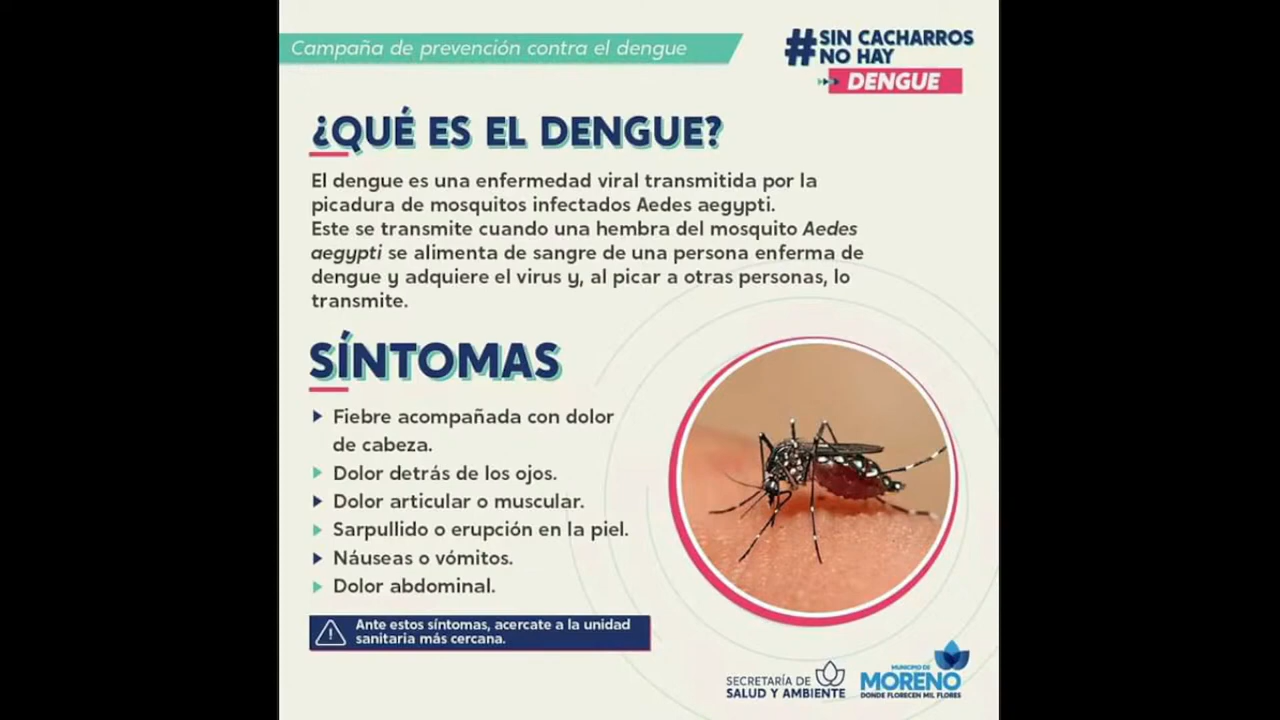 Campaña de prevención contra el dengue
#SIN CACHARROS
NO HAY
DENGUE
¿QUÉ ES EL DENGUE?
El dengue es una enfermedad viral transmitida por la
picadura de mosquitos infectados Aedes aegypti.
Este se transmite cuando una hembra del mosquito Aedes
aegypti se alimenta de sangre de una persona enferma de
dengue y adquiere el virus y, al picar a otras personas, lo
transmite.
SÍNTOMAS
Fiebre acompañada con dolor
de cabeza.
Dolor detrás de los ojos.
Dolor articular o muscular.
Sarpullido o erupción en la piel.
Náuseas o vómitos.
Dolor abdominal.
Ante estos síntomas, acercate a la unidad
sanitaria más cercana.
SECRETARÍA DE
SALUD Y AMBIENTE
MUNICIPIO DE
MORENO
DONDE FLORECEN MIL FLORES